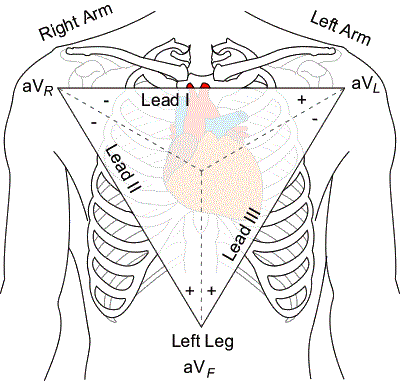 Right Arm
Left Arm
aVR
aVL
Lead I
-
+
-
-
Lead II
Lead III
+ +
Left Leg
aVF